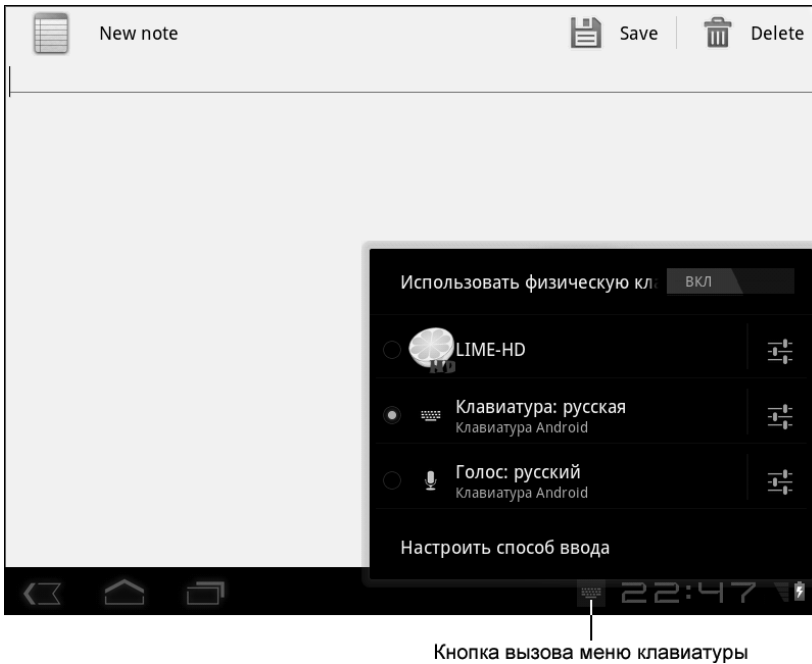 New note
Save
Delete
Использовать физическую кл
ВКЛ
LIME-HD
HD
Клавиатура: русская
Клавиатура Android
Голос: русский
Клавиатура Android
Настроить способ ввода
22:47
Кнопка вызова меню клавиатуры